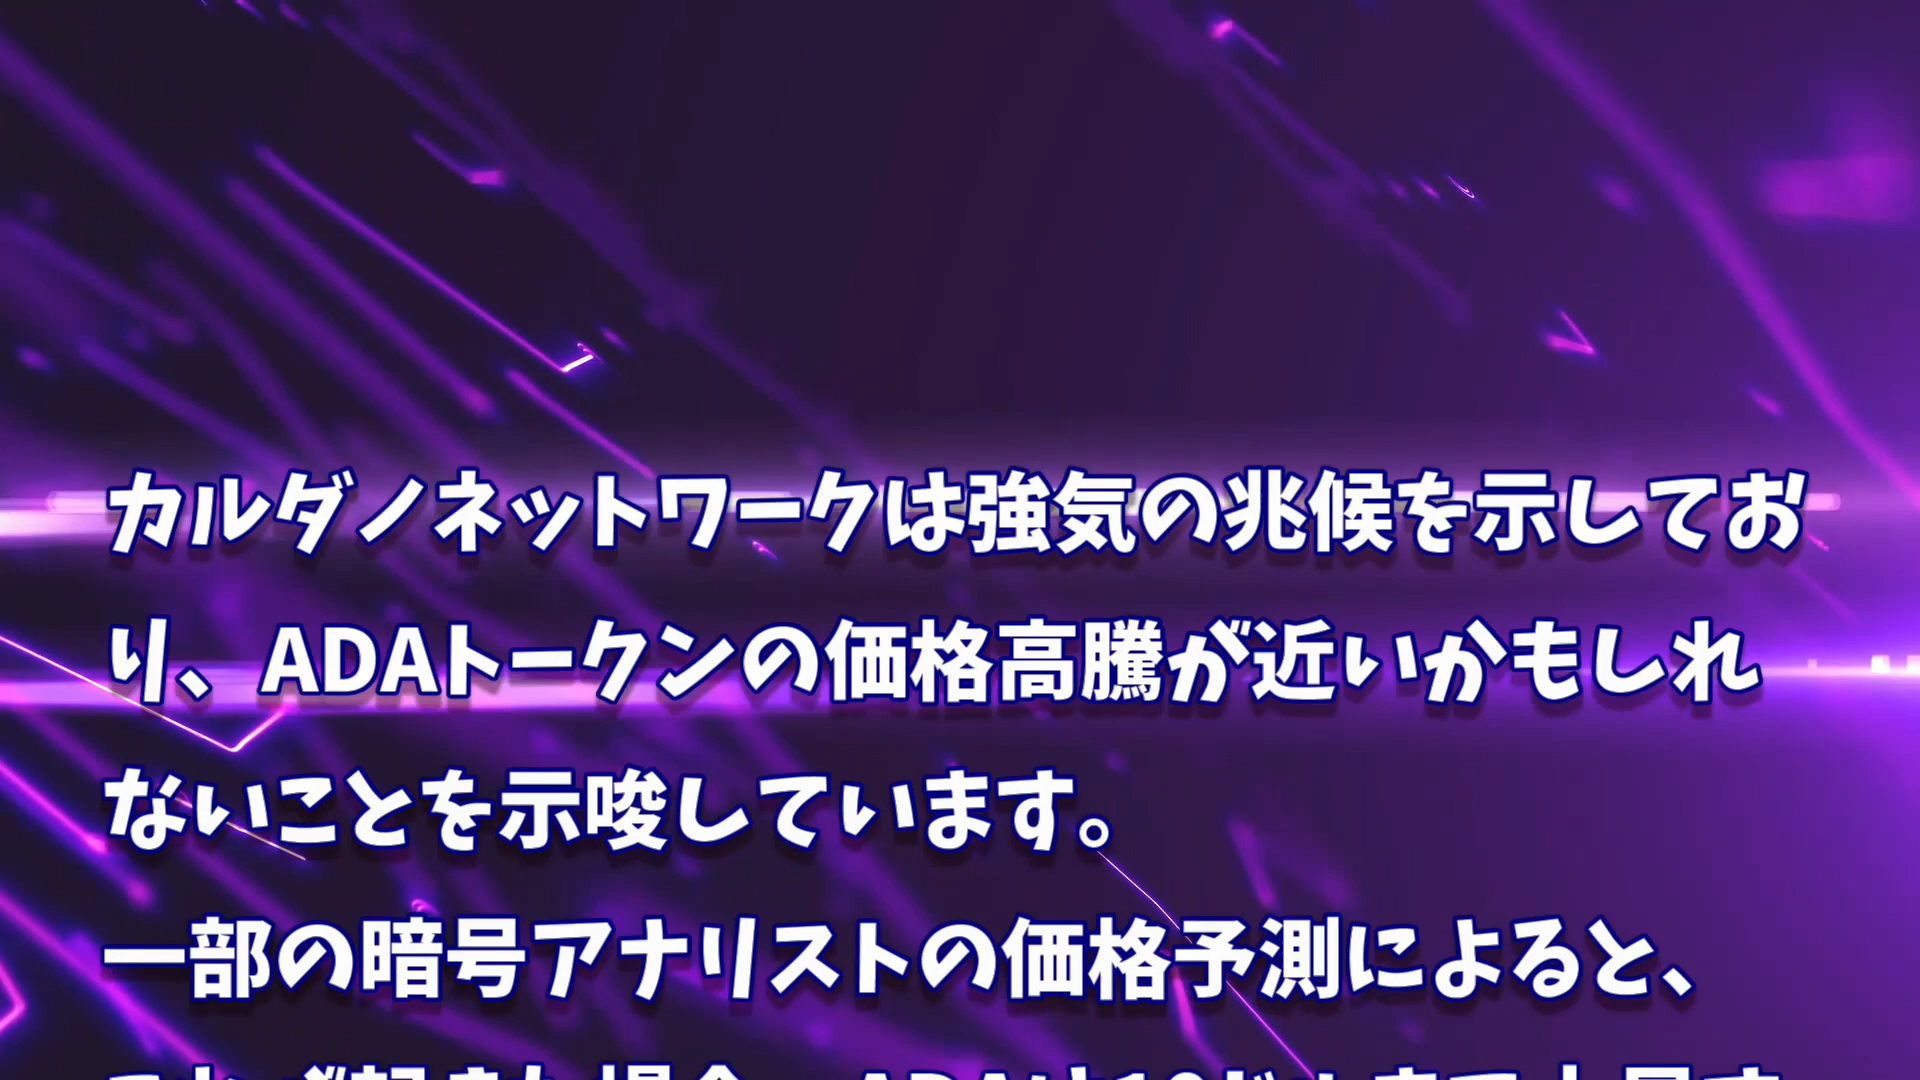 カルダノネットワークは強気の兆候を示してお
り、ADAトークンの価格高騰が近いかもしれ
ないことを示唆しています。
一部の暗号アナリストの価格予測によると、